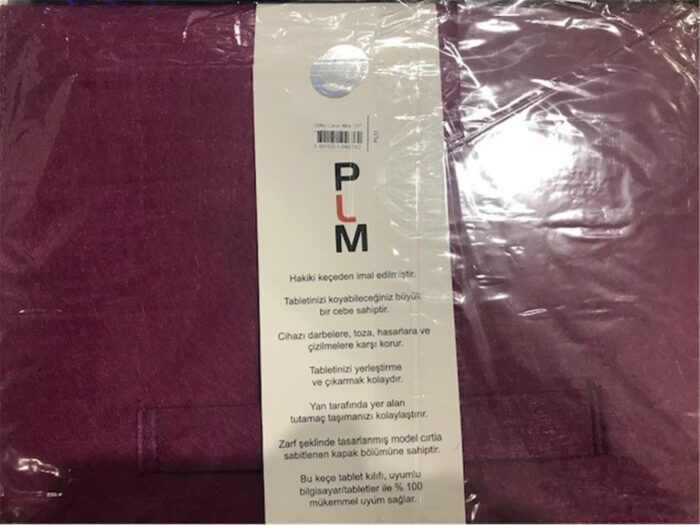 PLM
P
L
M
Hakiki keçeden imal edilmiştir.
Tabletinizi koyabileceğiniz büyük
bir cebe sahiptir.
Cihazı darbelere, toza, hasarlara ve
çizilmelere karşı korur.
Tabletinizi yerleştirme
ve çıkarmak kolaydır.
Yan tarafında yer alan
tutamaç taşımanızı kolaylaştırır.
Zarf şeklinde tasarlanmış model cırtla
sabitlenen kapak bölümüne sahiptir.
Bu keçe tablet kılıfı, uyumlu
bilgisayar/tabletler ile % 100
mükemmel uyum sağlar.